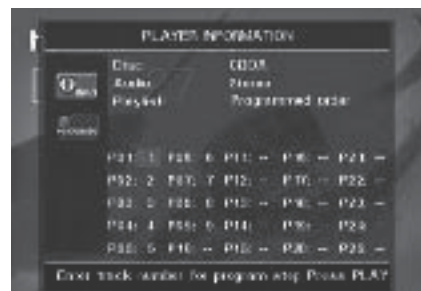 PLAYER INFORMATION
Disc: CDDA
Audio: Stereo
Playlist: Programmed order
P01: 1 P06: 6 P11: -- P16: -- P21: --
P02: 2 P07: 7 P12: -- P17: -- P22: --
P03: 3 P08: 8 P13: -- P18: -- P23: --
P04: 4 P09: 9 P14: P19: P24:
P05: 5 P10: -- P15: -- P20: -- P25: --
Enter track number for program step Press PLAY